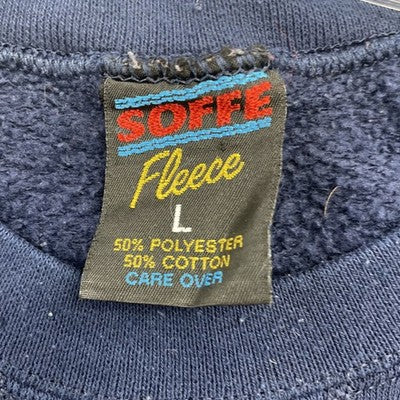 SOFFE
Fleece
L
50% POLYESTER
50% COTTON
CARE OVER